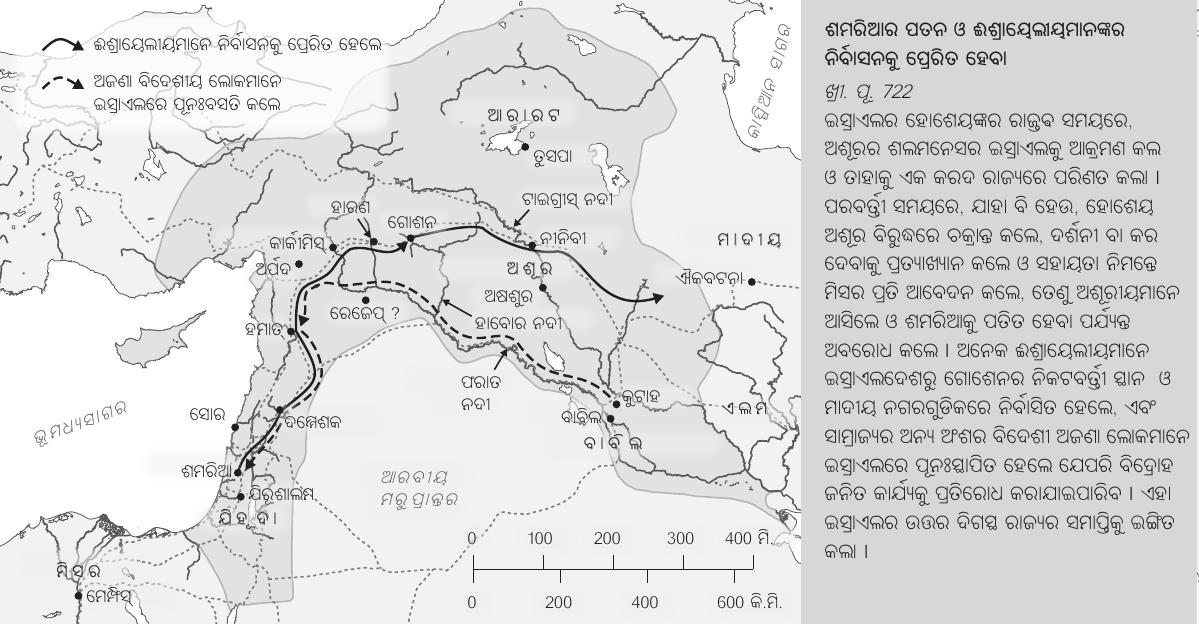 ଈଶ୍ରାୟେଲୀୟମାନେ ନିର୍ବାସନକୁ ପ୍ରେରିତ ହେଲେ
ଅଜଣା ବିଦେଶୀୟ ଲୋକମାନେ
ଇସ୍ରାଏଲରେ ପୂନଃବସତି କଲେ
କାସ୍ପିଆନ ସାଗର
ଆରାରଟ
ତୁସପା
ଟାଇଗ୍ରୀସ୍ ନଦୀ
ହାରଣ
ଗୋଶନ
କାର୍କୀମିସ୍
ନୀନିବୀ
ମାଦୀୟ
ଅର୍ପଦ
ଅଶୂର
ଐକବଟନା
ଅଷଶୁର
ରେଜେପ୍ ?
ହାବୋର ନଦୀ
ହମାତ
ଫରାତ
ନଦୀ
କୂଟାହ
ବାବିଲ
ଏଲମ
ବାର୍ବିଲ
ସୋର
ଦମ୍ମେଶକ
ଭୂମଧ୍ୟସାଗର
ଶମରିଆ
ଆରବୀୟ
ମରୁପ୍ରାନ୍ତର
ଯିରୂଶାଲମ
ଯିହୂଦା
ମିସର
ମେମ୍ଫିସ୍
0 100 200 300 400 ମି.
0 200 400 600 କି.ମି.
ଶମରିଆର ପତନ ଓ ଈଶ୍ରାୟେଲୀୟମାନଙ୍କର
ନିର୍ବାସନକୁ ପ୍ରେରିତ ହେବା
ଖ୍ରୀ. ପୂ. 722
ଇସ୍ରାଏଲର ହୋଶେୟଙ୍କର ରାଜତ୍ଵ ସମୟରେ,
ଅଶୂରର ଶଲମନେସର ଇସ୍ରାଏଲକୁ ଆକ୍ରମଣ କଲା
ଓ ତାହାକୁ ଏକ କରଦ ରାଜ୍ୟରେ ପରିଣତ କଲା ।
ପରବର୍ତ୍ତୀ ସମୟରେ, ଯାହା ବି ହେଉ, ହୋଶେୟ
ଅଶୂର ବିରୁଦ୍ଧରେ ଚକ୍ରାନ୍ତ କଲେ, ଦର୍ଶନୀ ବା କର
ଦେବାକୁ ପ୍ରତ୍ୟାଖ୍ୟାନ କଲେ ଓ ସହାୟତା ନିମନ୍ତେ
ମିସର ପ୍ରତି ଆବେଦନ କଲେ, ତେଣୁ ଅଶୂରୀୟମାନେ
ଆସିଲେ ଓ ଶମରିଆକୁ ପତିତ ହେବା ପର୍ଯ୍ୟନ୍ତ
ଅବରୋଧ କଲେ । ଅନେକ ଈଶ୍ରାୟେଲୀୟମାନେ
ଇସ୍ରାଏଲଦେଶରୁ ଗୋଶେନର ନିକଟବର୍ତ୍ତୀ ସ୍ଥାନ ଓ
ମାଦୀୟ ନଗରଗୁଡିକରେ ନିର୍ବାସିତ ହେଲେ, ଏବଂ
ସାମ୍ରାଜ୍ୟର ଅନ୍ୟ ଅଂଶର ବିଦେଶୀ ଅଜଣା ଲୋକମାନେ
ଇସ୍ରାଏଲରେ ପୂନଃସ୍ଥାପିତ ହେଲେ ଯେପରି ବିଦ୍ରୋହ
ଜନିତ କାର୍ଯ୍ୟକୁ ପ୍ରତିରୋଧ କରାଯାଇପାରିବ । ଏହା
ଇସ୍ରାଏଲର ଉତ୍ତର ଦିଗସ୍ଥ ରାଜ୍ୟର ସମାପ୍ତିକୁ ଇଙ୍ଗିତ
କଲା ।